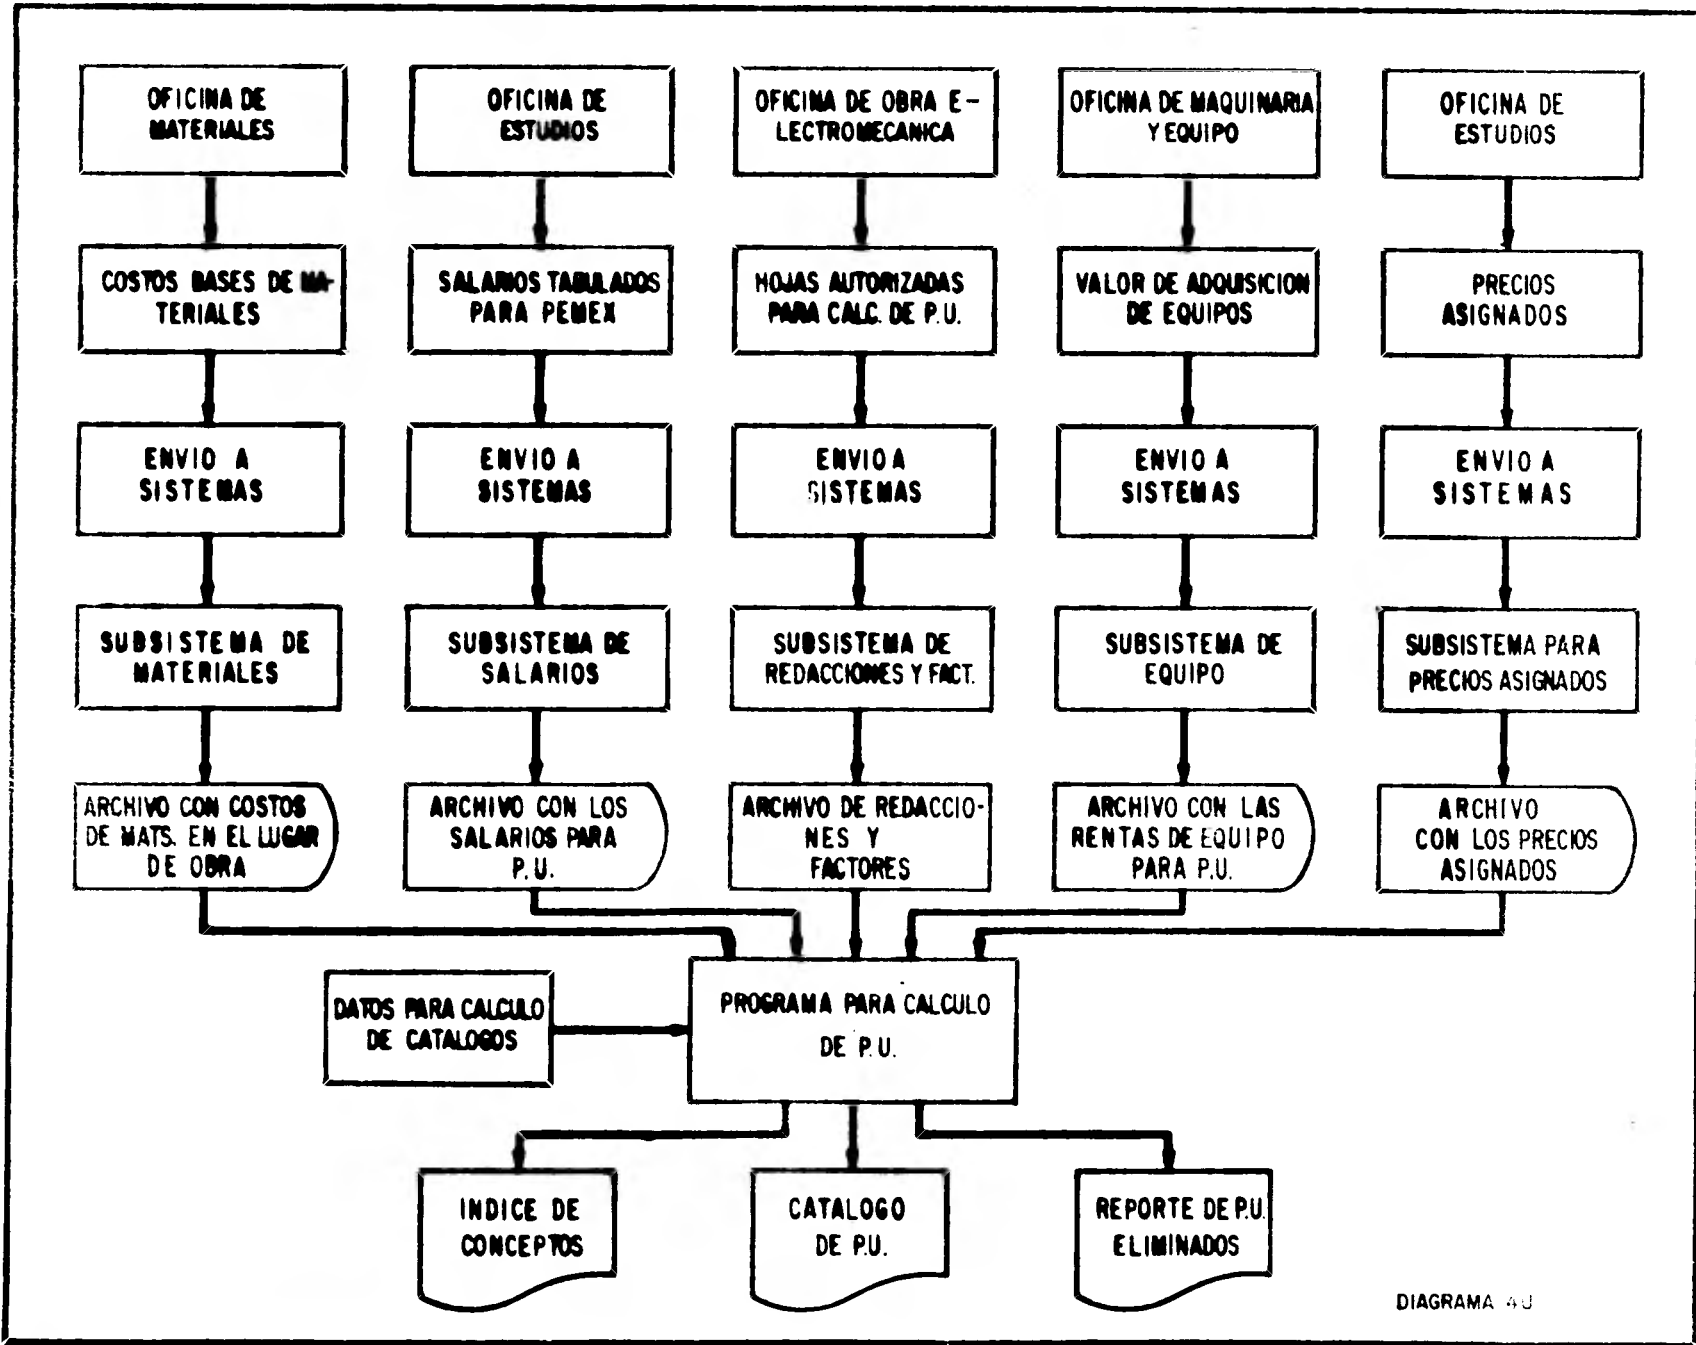 OFICINA DE
MATERIALES
OFICINA DE
ESTUDIOS
OFICINA DE OBRA E-
LECTROMECANICA
OFICINA DE MAQUINARIA
Y EQUIPO
OFICINA DE
ESTUDIOS
COSTOS BASES DE MA-
TERIALES
SALARIOS TABULADOS
PARA PEMEX
HOJAS AUTORIZADAS
PARA CALC. DE P.U.
VALOR DE ADQUISICION
DE EQUIPOS
PRECIOS
ASIGNADOS
ENVIO A
SISTEMAS
ENVIO A
SISTEMAS
ENVIO A
SISTEMAS
ENVIO A
SISTEMAS
ENVIO A
SISTEMAS
SUBSISTEMA DE
MATERIALES
SUBSISTEMA DE
SALARIOS
SUBSISTEMA DE
REDACCIONES Y FACT.
SUBSISTEMA DE
EQUIPO
SUBSISTEMA PARA
PRECIOS ASIGNADOS
ARCHIVO CON COSTOS
DE MATS. EN EL LUGAR
DE OBRA
ARCHIVO CON LOS
SALARIOS PARA
P.U.
ARCHIVO DE REDACCIO-
NES Y
FACTORES
ARCHIVO CON LAS
RENTAS DE EQUIPO
PARA P.U.
ARCHIVO
CON LOS PRECIOS
ASIGNADOS
DATOS PARA CALCULO
DE CATALOGOS
PROGRAMA PARA CALCULO
DE P.U.
INDICE DE
CONCEPTOS
CATALOGO
DE P.U.
REPORTE DE P.U.
ELIMINADOS
DIAGRAMA